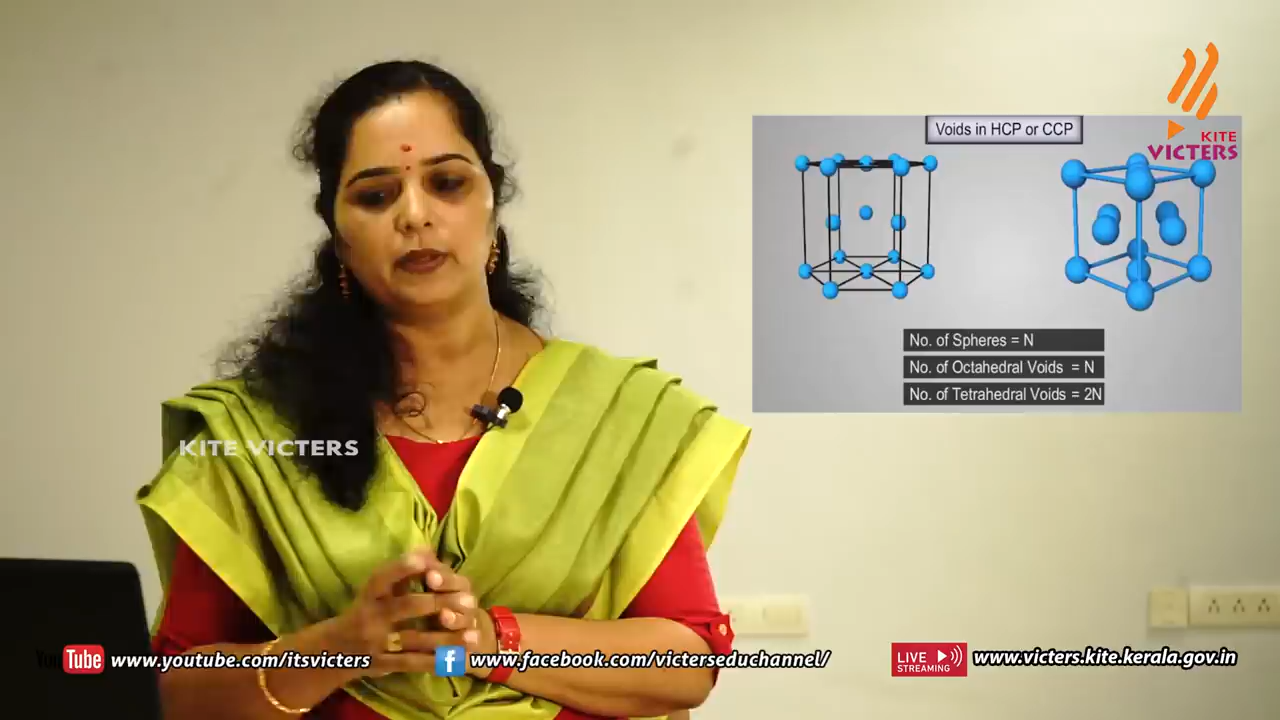 Voids in HCP or CCP
KITE
VICTERS
No. of Spheres = N
No. of Octahedral Voids = N
No. of Tetrahedral Voids = 2N
KITE VICTERS
YouTube www.youtube.com/itsvicters
f www.facebook.com/victerseduchannel/
LIVE
STREAMING
www.victers.kite.kerala.gov.in